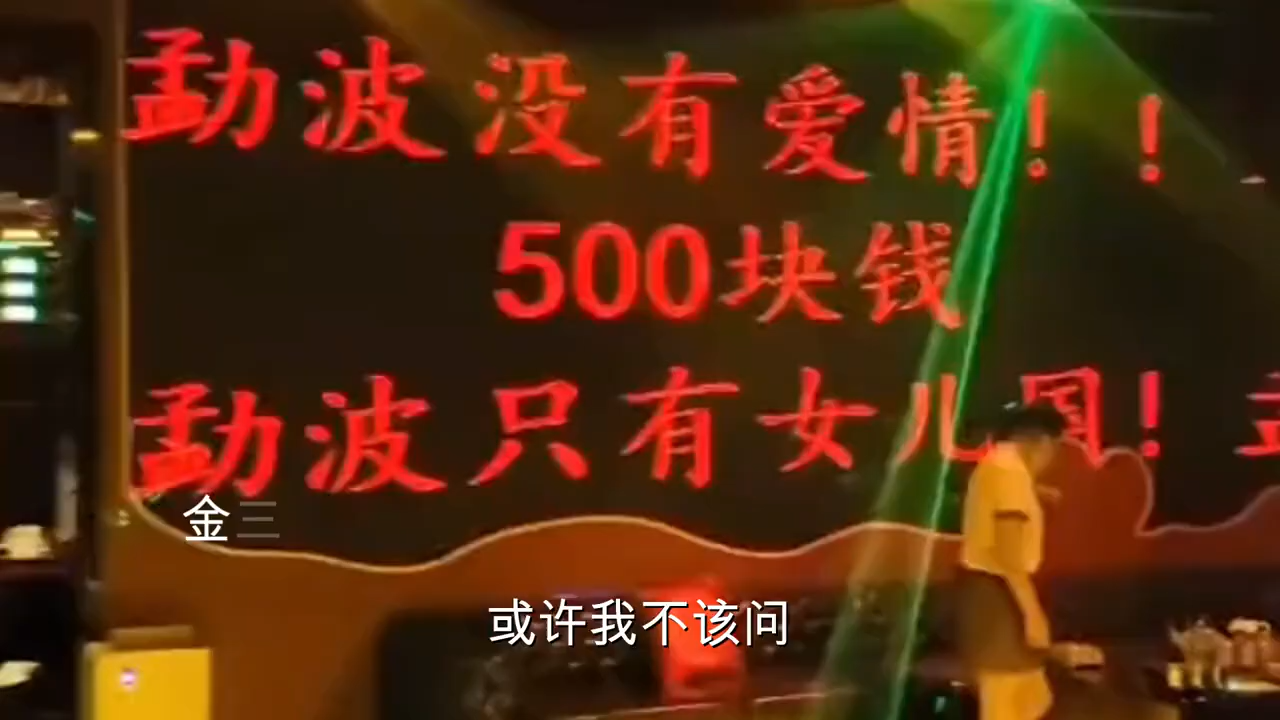 勐波没有爱情！！
500块钱
勐波只有女儿国！
金三
或许我不该问